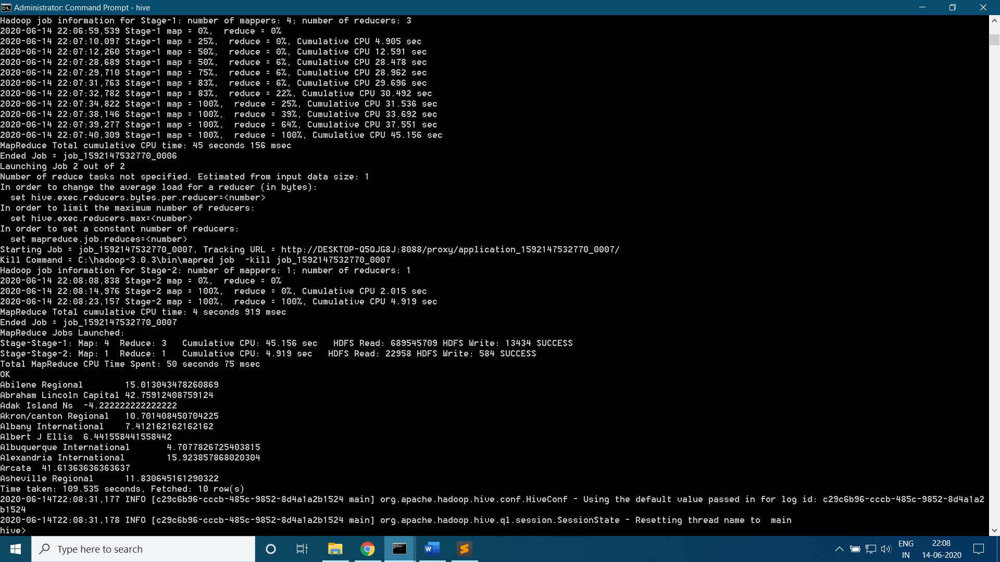 Administrator: Command Prompt - hive
Hadoop job information for Stage-1: number of mappers: 4; number of reducers: 3
2020-06-14 22:06:59,539 Stage-1 map = 0%,  reduce = 0%
2020-06-14 22:07:10,097 Stage-1 map = 25%,  reduce = 0%, Cumulative CPU 4.905 sec
2020-06-14 22:07:12,260 Stage-1 map = 50%,  reduce = 0%, Cumulative CPU 12.591 sec
2020-06-14 22:07:28,689 Stage-1 map = 50%,  reduce = 6%, Cumulative CPU 28.478 sec
2020-06-14 22:07:29,710 Stage-1 map = 75%,  reduce = 6%, Cumulative CPU 28.962 sec
2020-06-14 22:07:31,763 Stage-1 map = 83%,  reduce = 6%, Cumulative CPU 29.696 sec
2020-06-14 22:07:32,782 Stage-1 map = 83%,  reduce = 22%, Cumulative CPU 30.492 sec
2020-06-14 22:07:34,822 Stage-1 map = 100%,  reduce = 25%, Cumulative CPU 31.536 sec
2020-06-14 22:07:38,146 Stage-1 map = 100%,  reduce = 39%, Cumulative CPU 33.692 sec
2020-06-14 22:07:39,277 Stage-1 map = 100%,  reduce = 64%, Cumulative CPU 37.551 sec
2020-06-14 22:07:40,309 Stage-1 map = 100%,  reduce = 100%, Cumulative CPU 45.156 sec
MapReduce Total cumulative CPU time: 45 seconds 156 msec
Ended Job = job_1592147532770_0006
Launching Job 2 out of 2
Number of reduce tasks not specified. Estimated from input data size: 1
In order to change the average load for a reducer (in bytes):
  set hive.exec.reducers.bytes.per.reducer=<number>
In order to limit the maximum number of reducers:
  set hive.exec.reducers.max=<number>
In order to set a constant number of reducers:
  set mapreduce.job.reduces=<number>
Starting Job = job_1592147532770_0007, Tracking URL = http://DESKTOP-Q5QJG8J:8088/proxy/application_1592147532770_0007/
Kill Command = C:\hadoop-3.0.3\bin\mapred job  -kill job_1592147532770_0007
Hadoop job information for Stage-2: number of mappers: 1; number of reducers: 1
2020-06-14 22:08:08,838 Stage-2 map = 0%,  reduce = 0%
2020-06-14 22:08:14,976 Stage-2 map = 100%,  reduce = 0%, Cumulative CPU 2.015 sec
2020-06-14 22:08:23,157 Stage-2 map = 100%,  reduce = 100%, Cumulative CPU 4.919 sec
MapReduce Total cumulative CPU time: 4 seconds 919 msec
Ended Job = job_1592147532770_0007
MapReduce Jobs Launched:
Stage-Stage-1: Map: 4  Reduce: 3   Cumulative CPU: 45.156 sec   HDFS Read: 689545709 HDFS Write: 13434 SUCCESS
Stage-Stage-2: Map: 1  Reduce: 1   Cumulative CPU: 4.919 sec   HDFS Read: 22958 HDFS Write: 584 SUCCESS
Total MapReduce CPU Time Spent: 50 seconds 75 msec
OK
Abilene Regional        15.013043478260869
Abraham Lincoln Capital 42.75912408759124
Adak Island Ns  -4.222222222222222
Akron/canton Regional   10.701408450704225
Albany International    7.412162162162162
Albert J Ellis  6.441558441558442
Albuquerque International       4.7077826725403815
Alexandria International        15.923857868020304
Arcata  41.61363636363637
Asheville Regional      11.830645161290322
Time taken: 109.535 seconds, Fetched: 10 row(s)
2020-06-14T22:08:31,177 INFO [c29c6b96-cccb-485c-9852-8d4a1a2b1524 main] org.apache.hadoop.hive.conf.HiveConf - Using the default value passed in for log id: c29c6b96-cccb-485c-9852-8d4a1a2
b1524
2020-06-14T22:08:31,178 INFO [c29c6b96-cccb-485c-9852-8d4a1a2b1524 main] org.apache.hadoop.hive.ql.session.SessionState - Resetting thread name to  main
hive>
Type here to search
ENG
IN
22:08
14-06-2020